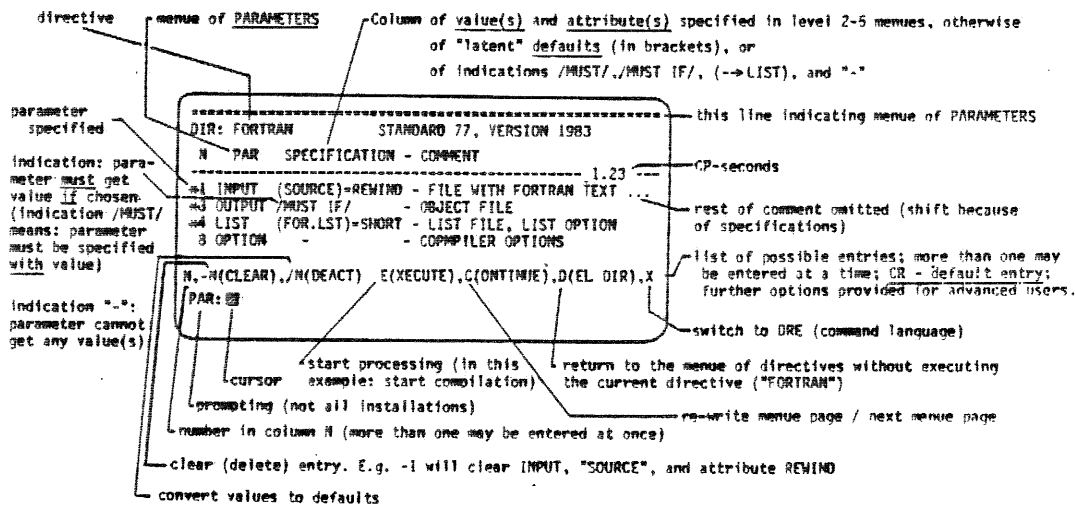 directive
menue of PARAMETERS
Column of value(s) and attribute(s) specified in level 2-5 menues, otherwise
of "latent" defaults (in brackets), or
of indications /MUST/./MUST IF/, (-->LIST), and "-"
parameter
specified
this line indicating menue of PARAMETERS
DIR: FORTRAN STANDARD 77, VERSION 1983
N PAR SPECIFICATION - COMMENT
1.23
CP-seconds
indication: para-
meter must get
value if chosen
(indication /MUST/
means: parameter
must be specified
with value)
*1 INPUT (SOURCE)=REWIND - FILE WITH FORTRAN TEXT ...
*3 OUTPUT /MUST IF/ - OBJECT FILE
*4 LIST (FOR.LST)=SHORT - LIST FILE, LIST OPTION
8 OPTION - - COPMPILER OPTIONS
rest of comment omitted (shift because
of specifications)
N,-N(CLEAR),/N(DEACT) E(XECUTE),C(ONTINUE),D(EL DIR),X
PAR:
list of possible entries; more than one may
be entered at a time; CR - default entry;
Further options provided for advanced users.
indication "-":
parameter cannot
get any value(s)
switch to DRE (command language)
cursor
start processing (in this
example: start compilation)
return to the menue of directives without executing
the current directive ("FORTRAN")
prompting (not all installations)
re-write menue page / next menue page
number in column N (more than one may be entered at once)
clear (delete) entry. E.g. -1 will clear INPUT, "SOURCE", and attribute REWIND
convert values to defaults